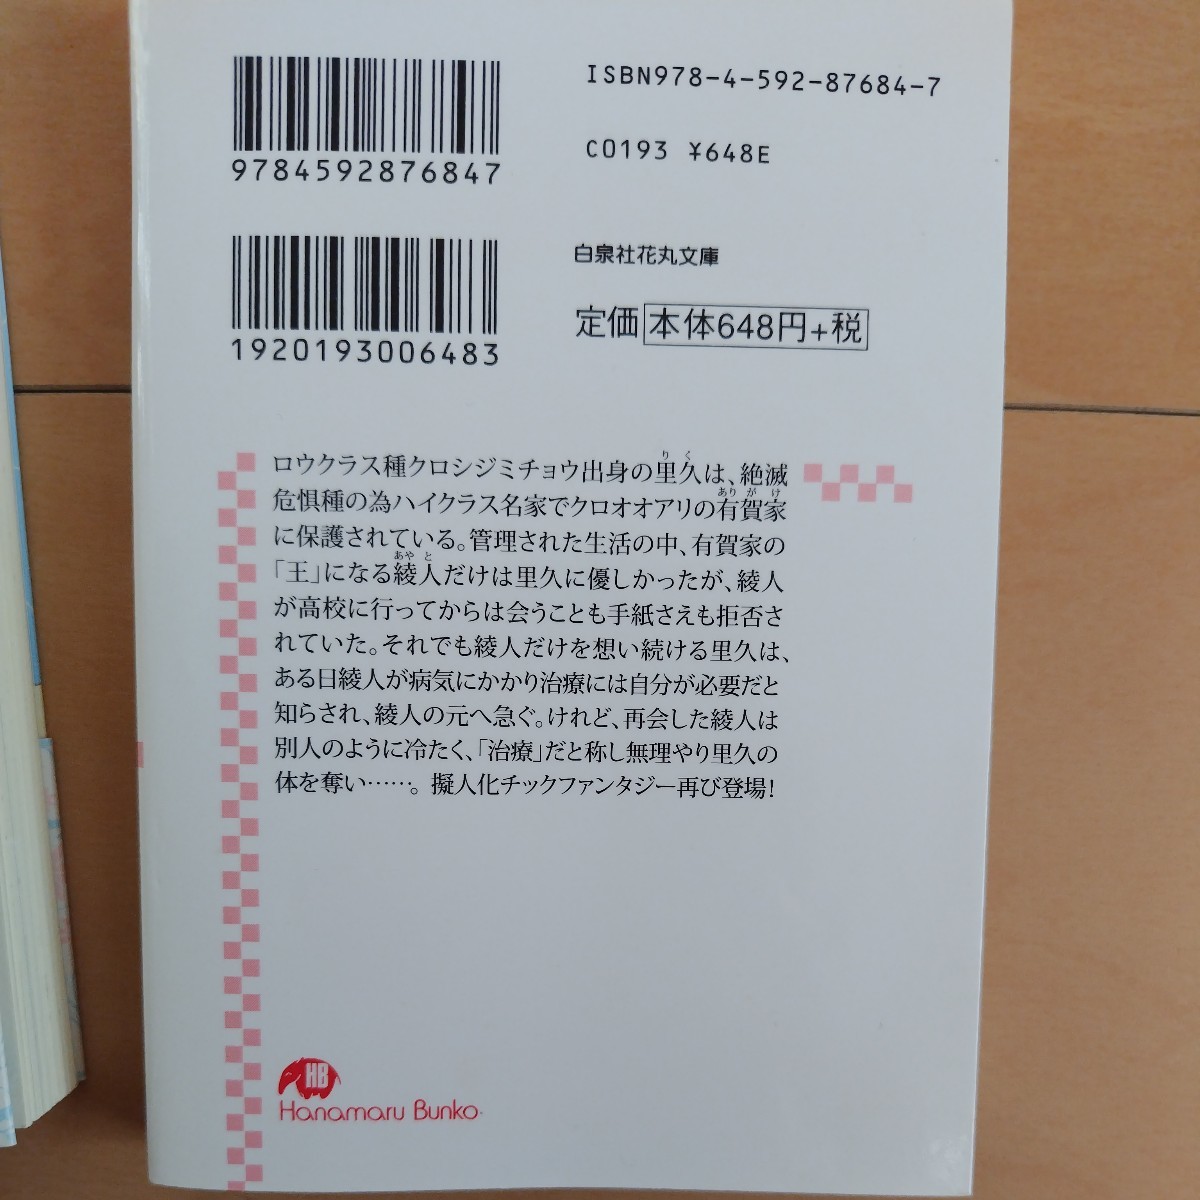 9784592876847
ISBN978-4-592-87684-7
C0193 ¥648E
1920193006483
白泉社花丸文庫
定価 本体648円+税
ロウクラス種クロシジミチョウ出身の里久は、絶滅
危惧種の為ハイクラス名家でクロオオアリの有賀家
に保護されている。管理された生活の中、有賀家の
「王」になる綾人だけは里久に優しかったが、綾人
が高校に行ってからは会うことも手紙さえも拒否さ
れていた。それでも綾人だけを想い続ける里久は、
ある日綾人が病気にかかり治療には自分が必要だと
知らされ、綾人の元へ急ぐ。けれど、再会した綾人は
別人のように冷たく、「治療」だと称し無理やり里久の
体を奪い……。擬人化チックファンタジー再び登場!
りく
ありがけ
あやと
HB
Hanamaru Bunko